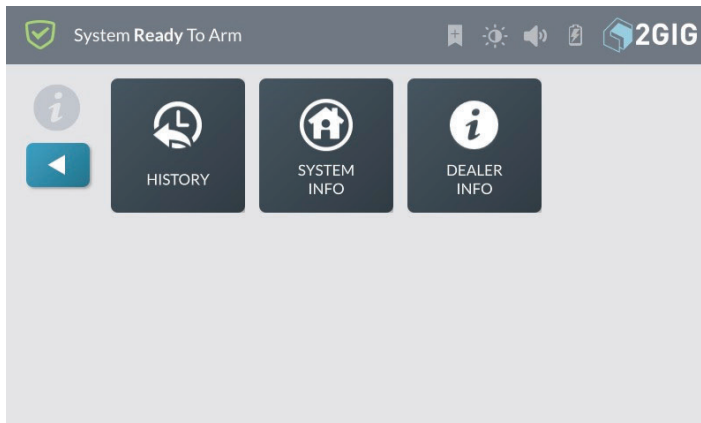 System Ready To Arm
2GIG
HISTORY
SYSTEM
INFO
DEALER
INFO